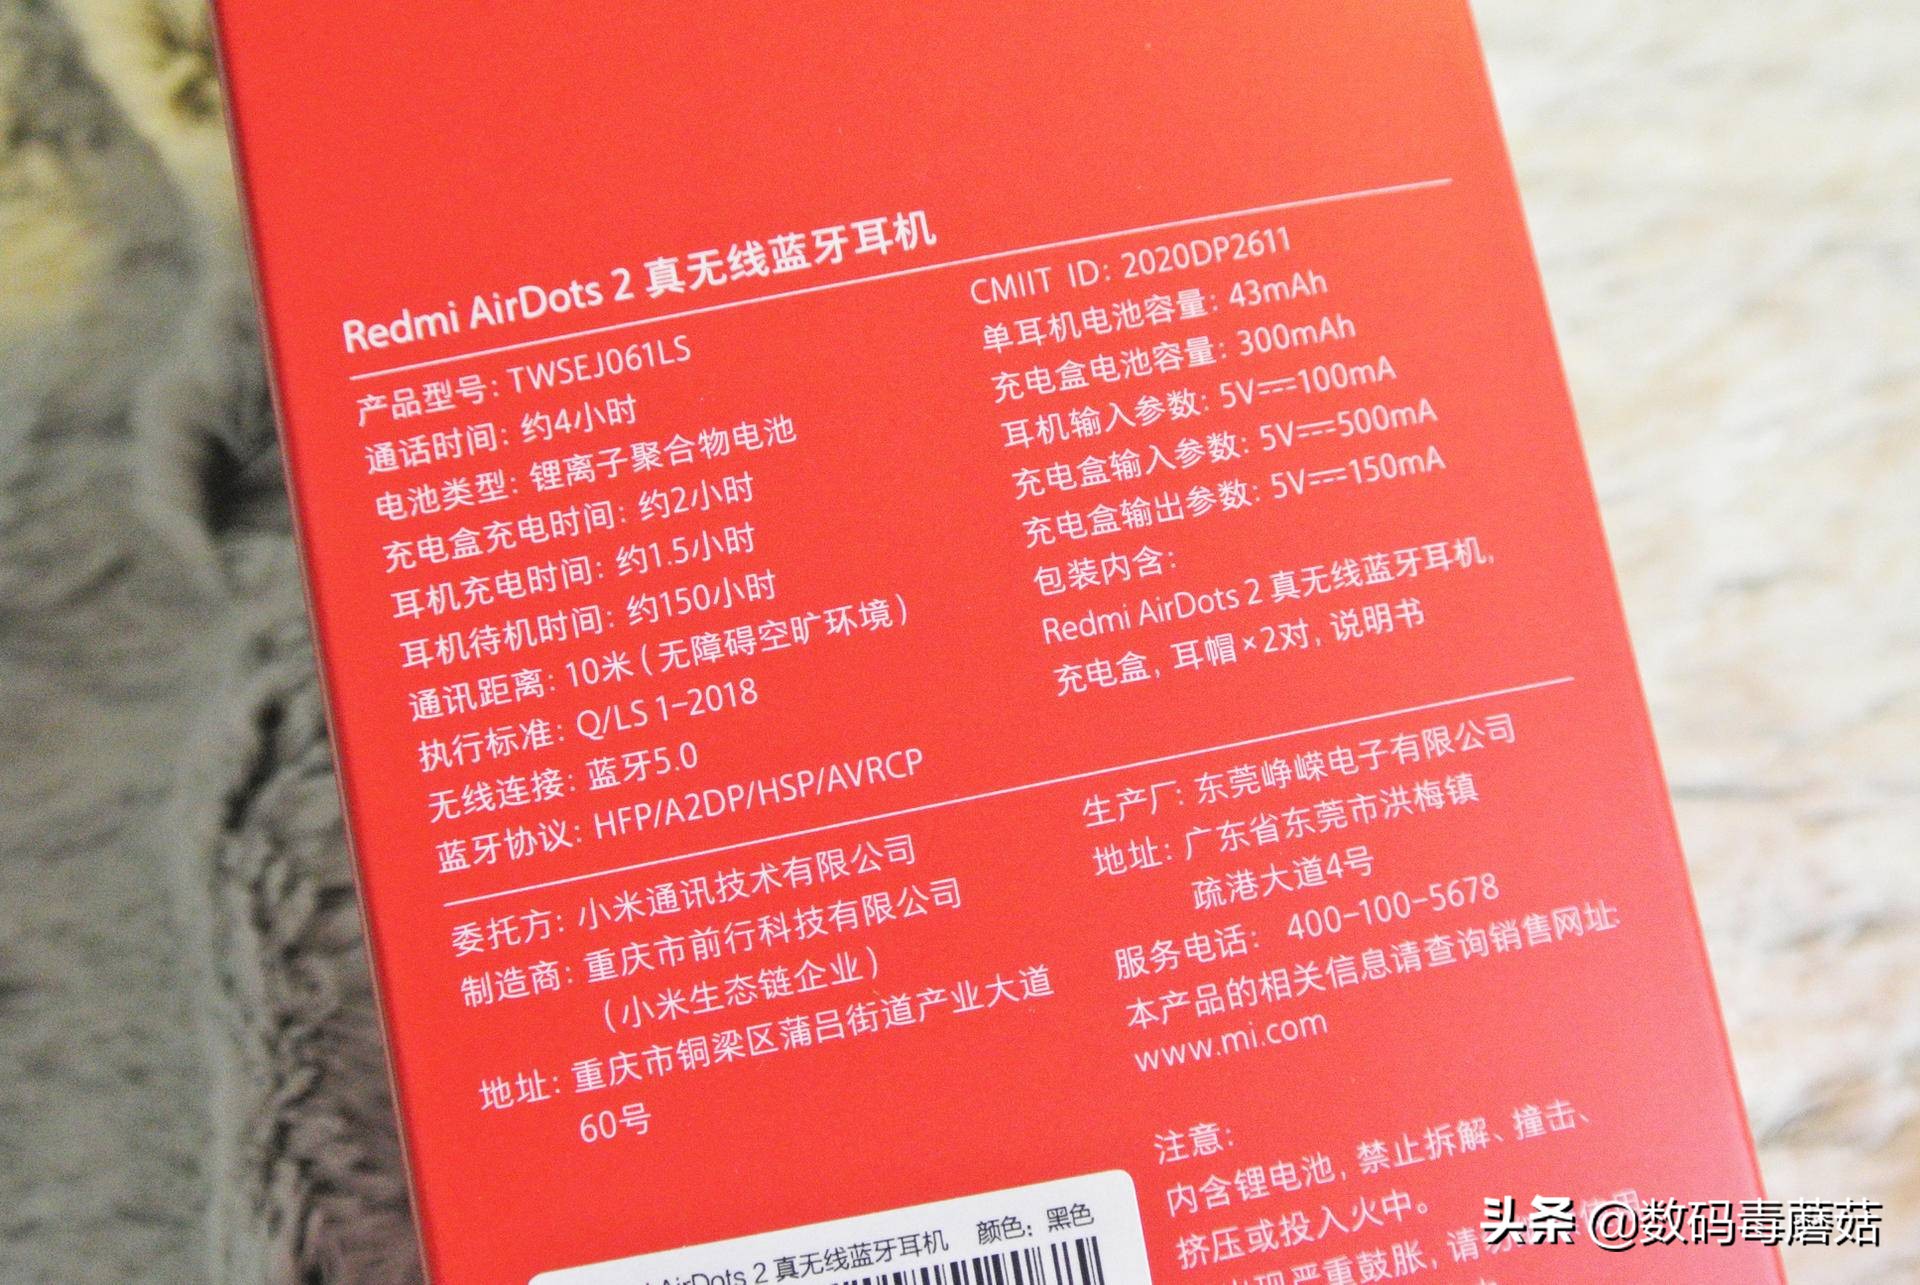 Redmi AirDots 2 真无线蓝牙耳机
产品型号: TWSEJ061LS
通话时间: 约4小时
电池类型: 锂离子聚合物电池
充电盒充电时间: 约2小时
耳机充电时间: 约1.5小时
耳机待机时间: 约150小时
通讯距离: 10米（无障碍空旷环境）
执行标准: Q/LS 1-2018
无线连接: 蓝牙5.0
蓝牙协议: HFP/A2DP/HSP/AVRCP
CMIIT ID: 2020DP2611
单耳机电池容量: 43mAh
充电盒电池容量: 300mAh
耳机输入参数: 5V⎓100mA
充电盒输入参数: 5V⎓500mA
充电盒输出参数: 5V⎓150mA
包装内含:
Redmi AirDots 2 真无线蓝牙耳机,
充电盒, 耳帽×2对, 说明书
委托方: 小米通讯技术有限公司
制造商: 重庆市前行科技有限公司
（小米生态链企业）
地址: 重庆市铜梁区蒲吕街道产业大道
60号
生产厂: 东莞峥嵘电子有限公司
地址: 广东省东莞市洪梅镇
疏港大道4号
服务电话: 400-100-5678
本产品的相关信息请查询销售网址:
www.mi.com
注意:
内含锂电池, 禁止拆解、撞击、
挤压或投入火中。
严重鼓胀, 请勿
AirDots 2 真无线蓝牙耳机 颜色: 黑色
头条 @数码毒蘑菇